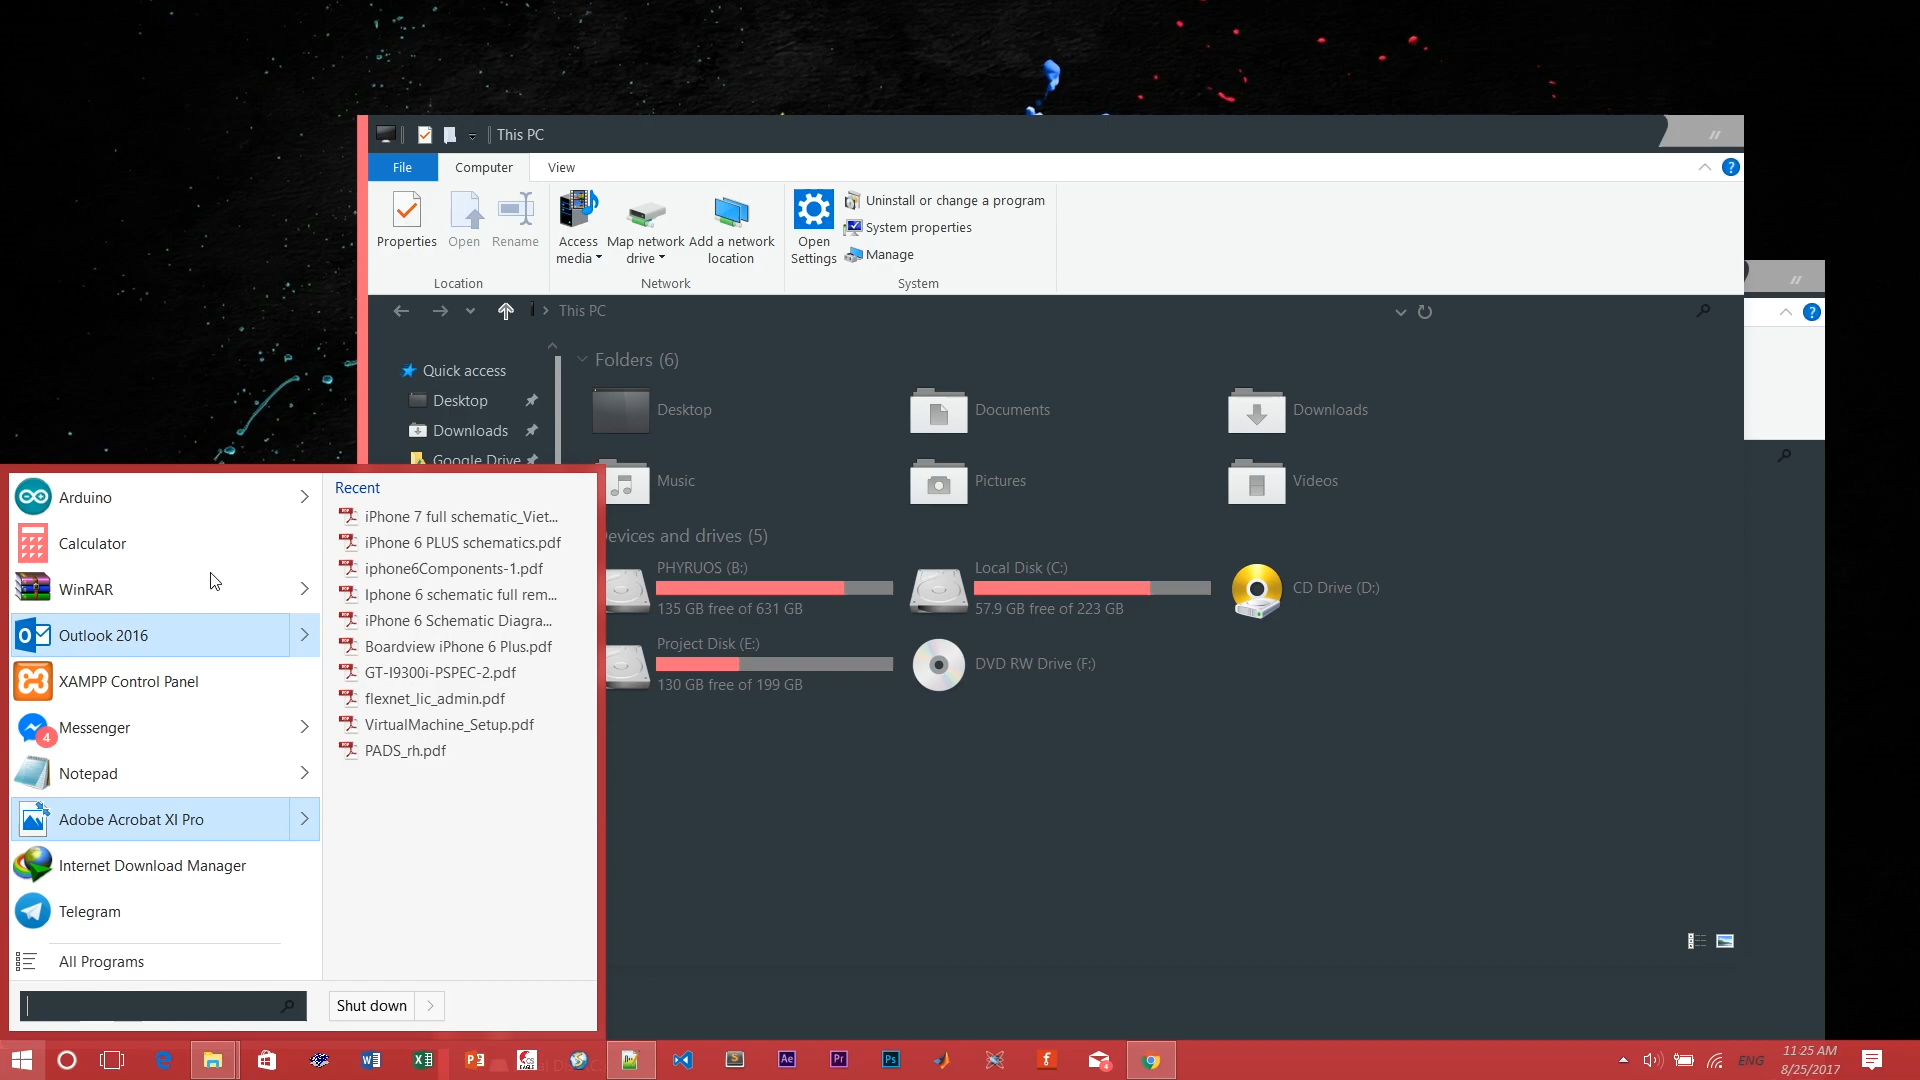 This PC
File
Computer
View
Properties
Open
Rename
Access media
Map network drive
Add a network location
Open Settings
Uninstall or change a program
System properties
Manage
Location
Network
System
This PC
Quick access
Desktop
Downloads
Google Drive
Folders (6)
Desktop
Documents
Downloads
Music
Pictures
Videos
Devices and drives (5)
PHYRUOS (B:)
135 GB free of 631 GB
Local Disk (C:)
57.9 GB free of 223 GB
CD Drive (D:)
Project Disk (E:)
130 GB free of 199 GB
DVD RW Drive (F:)
Arduino
Calculator
WinRAR
Outlook 2016
XAMPP Control Panel
Messenger
4
Notepad
Adobe Acrobat XI Pro
Internet Download Manager
Telegram
All Programs
Recent
iPhone 7 full schematic_Viet...
iPhone 6 PLUS schematics.pdf
iphone6Components-1.pdf
Iphone 6 schematic full rem...
iPhone 6 Schematic Diagra...
Boardview iPhone 6 Plus.pdf
GT-I9300i-PSPEC-2.pdf
flexnet_lic_admin.pdf
VirtualMachine_Setup.pdf
PADS_rh.pdf
Shut down
Ae
Pr
Ps
ENG
11:25 AM
8/25/2017